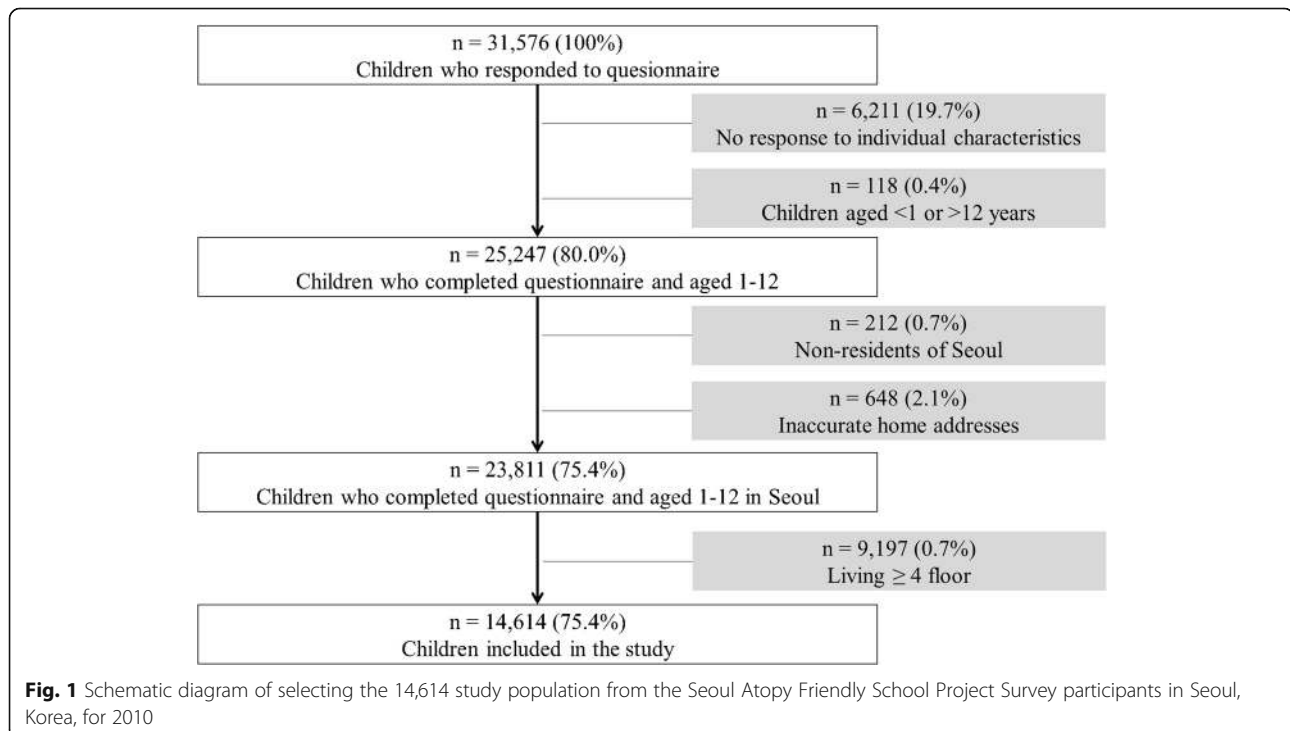 n = 31,576 (100%)
Children who responded to quesionnaire
n = 6,211 (19.7%)
No response to individual characteristics
n = 118 (0.4%)
Children aged <1 or >12 years
n = 25,247 (80.0%)
Children who completed questionnaire and aged 1-12
n = 212 (0.7%)
Non-residents of Seoul
n = 648 (2.1%)
Inaccurate home addresses
n = 23,811 (75.4%)
Children who completed questionnaire and aged 1-12 in Seoul
n = 9,197 (0.7%)
Living ≥ 4 floor
n = 14,614 (75.4%)
Children included in the study
Fig. 1 Schematic diagram of selecting the 14,614 study population from the Seoul Atopy Friendly School Project Survey participants in Seoul,
Korea, for 2010